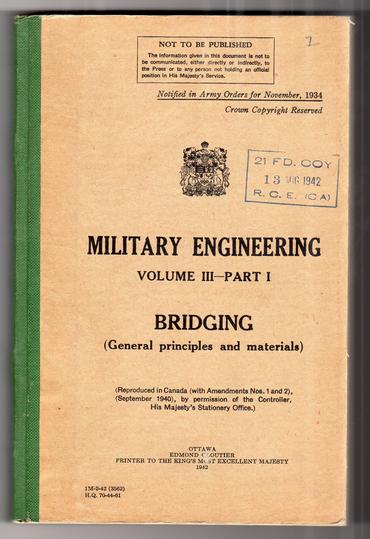 2
NOT TO BE PUBLISHED
The information given in this document is not to
be communicated, either directly or indirectly, to
the Press or to any person not holding an official
position in His Majesty's Service.
Notified in Army Orders for November, 1934
Crown Copyright Reserved
21 FD. COY
13 1942
R. C. E. (CA)
MILITARY ENGINEERING
VOLUME III—PART I
BRIDGING
(General principles and materials)
(Reproduced in Canada (with Amendments Nos. 1 and 2),
(September 1940), by permission of the Controller,
His Majesty's Stationery Office.)
OTTAWA
EDMOND CLOUTIER
PRINTER TO THE KING'S MOST EXCELLENT MAJESTY
1942
1M-2-42 (3562)
H.Q. 70-44-61